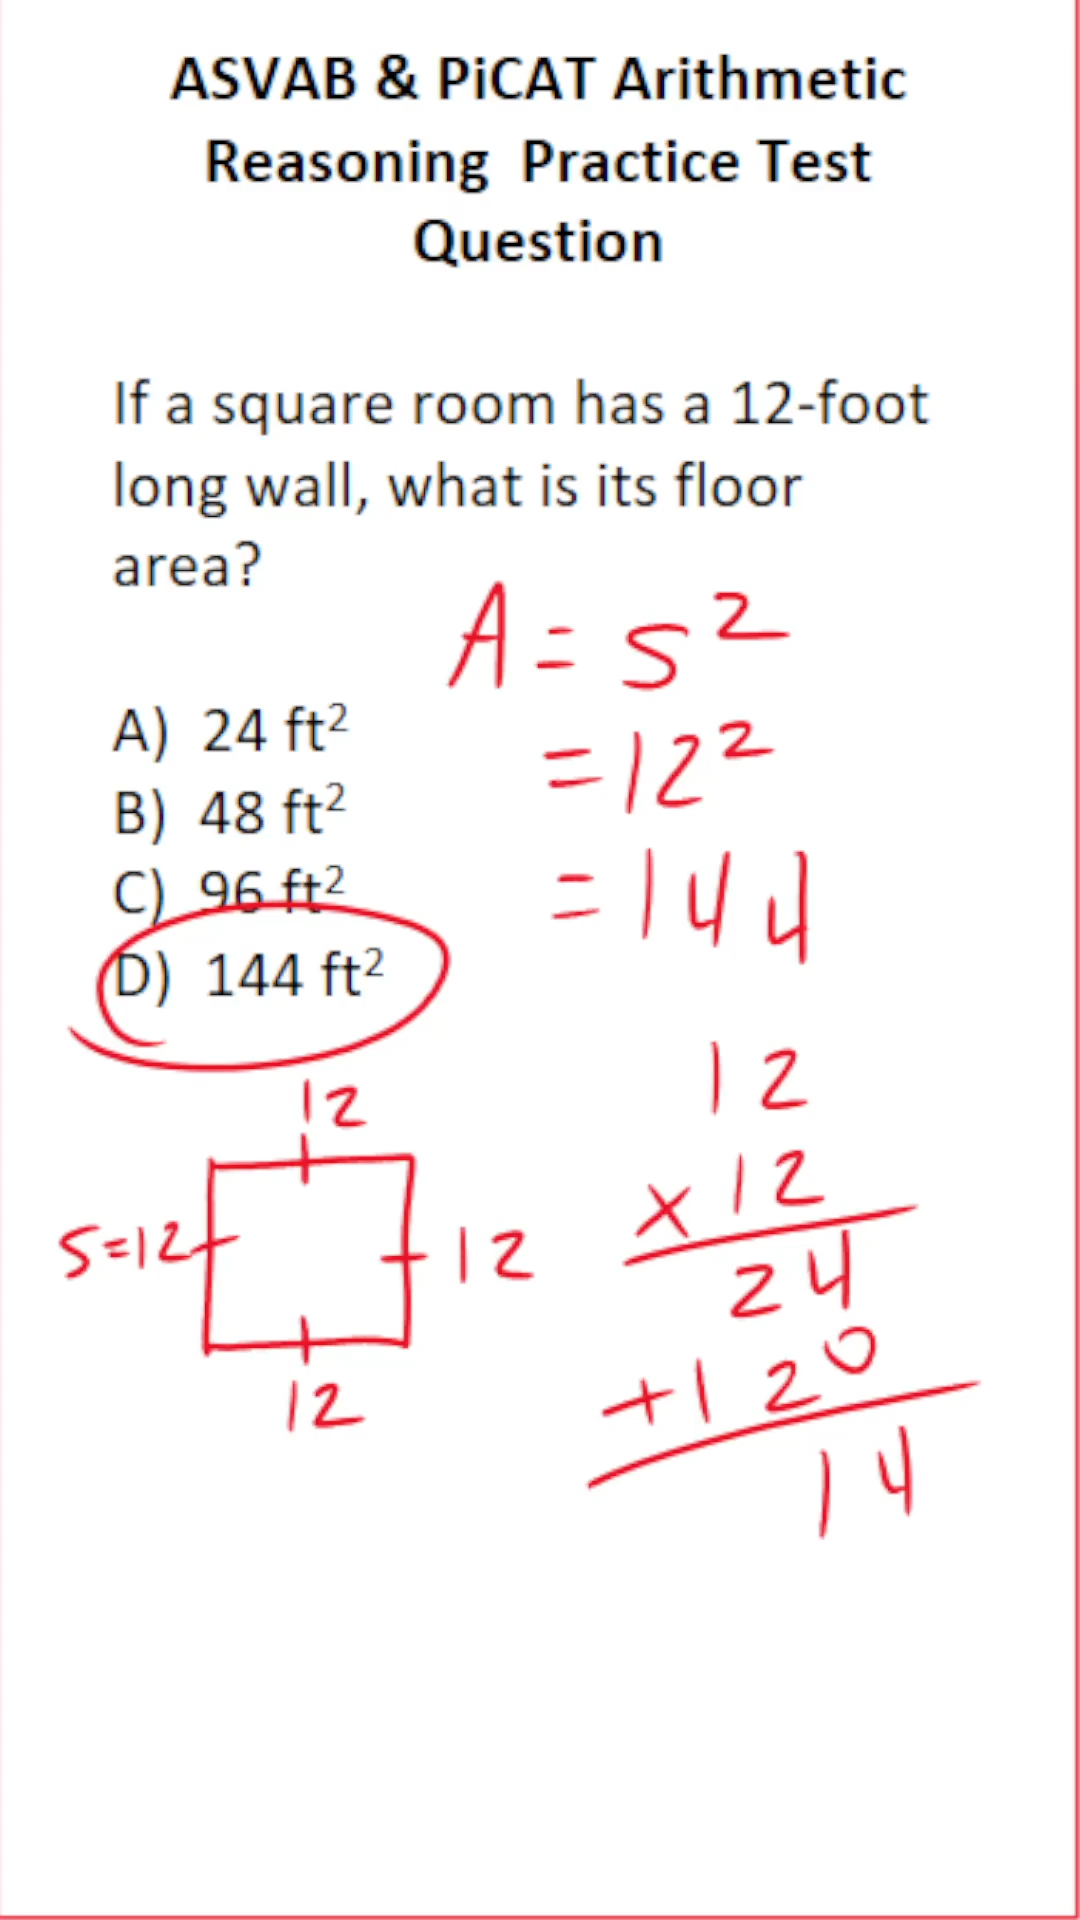 ASVAB & PiCAT Arithmetic
Reasoning Practice Test
Question
If a square room has a 12-foot
long wall, what is its floor
area?
A = s²
= 12²
= 144
A) 24 ft²
B) 48 ft²
C) 96 ft²
D) 144 ft²
12
s=12
12
12
12
x 12
24
+120
14